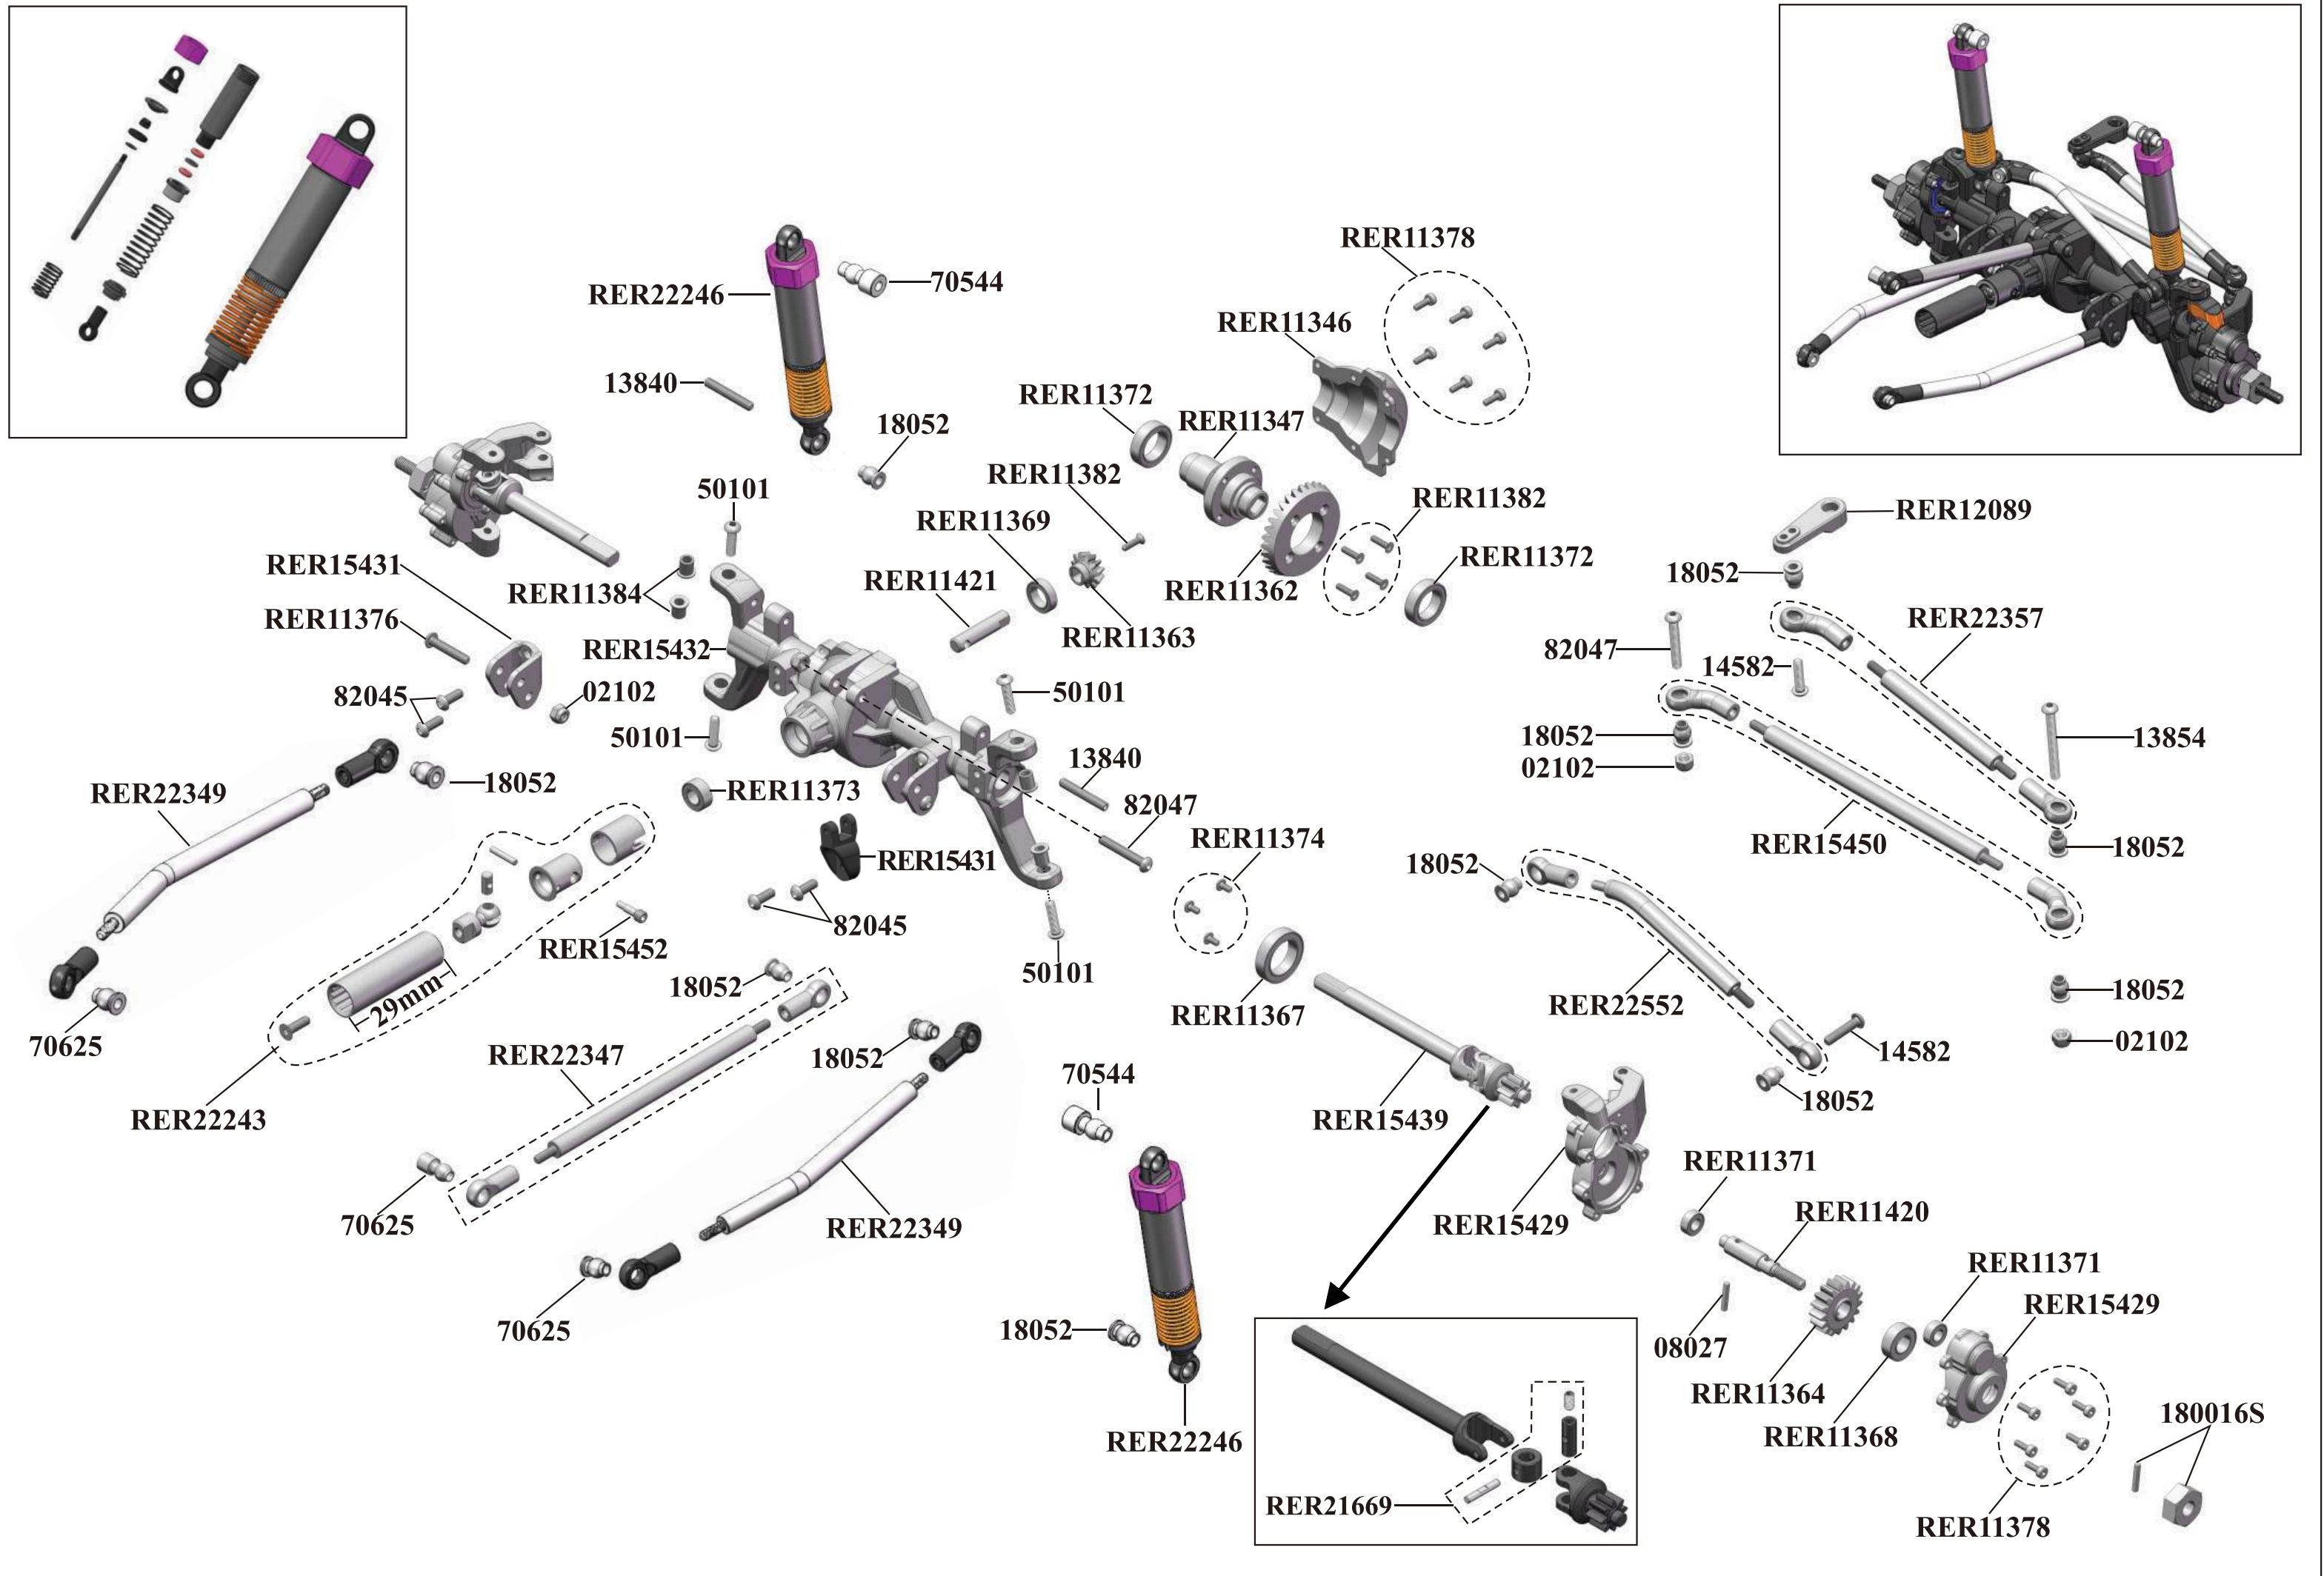 RER11378
RER22246
70544
RER11346
13840
RER11372
RER11347
18052
RER11382
50101
RER11382
RER12089
RER11369
RER15431
RER11372
18052
RER11421
RER11384
RER11362
RER11376
RER22357
RER11363
82047
RER15432
14582
82045
02102
50101
50101
18052
13854
13840
02102
18052
RER22349
RER11373
82047
RER11374
RER15450
18052
RER15431
18052
82045
RER15452
50101
18052
18052
29mm
RER22552
RER11367
70625
RER22347
02102
18052
14582
70544
18052
RER22243
RER15439
RER11371
70625
RER22349
RER15429
RER11420
RER11371
RER15429
70625
18052
08027
RER11364
180016S
RER11368
RER22246
RER21669
RER11378